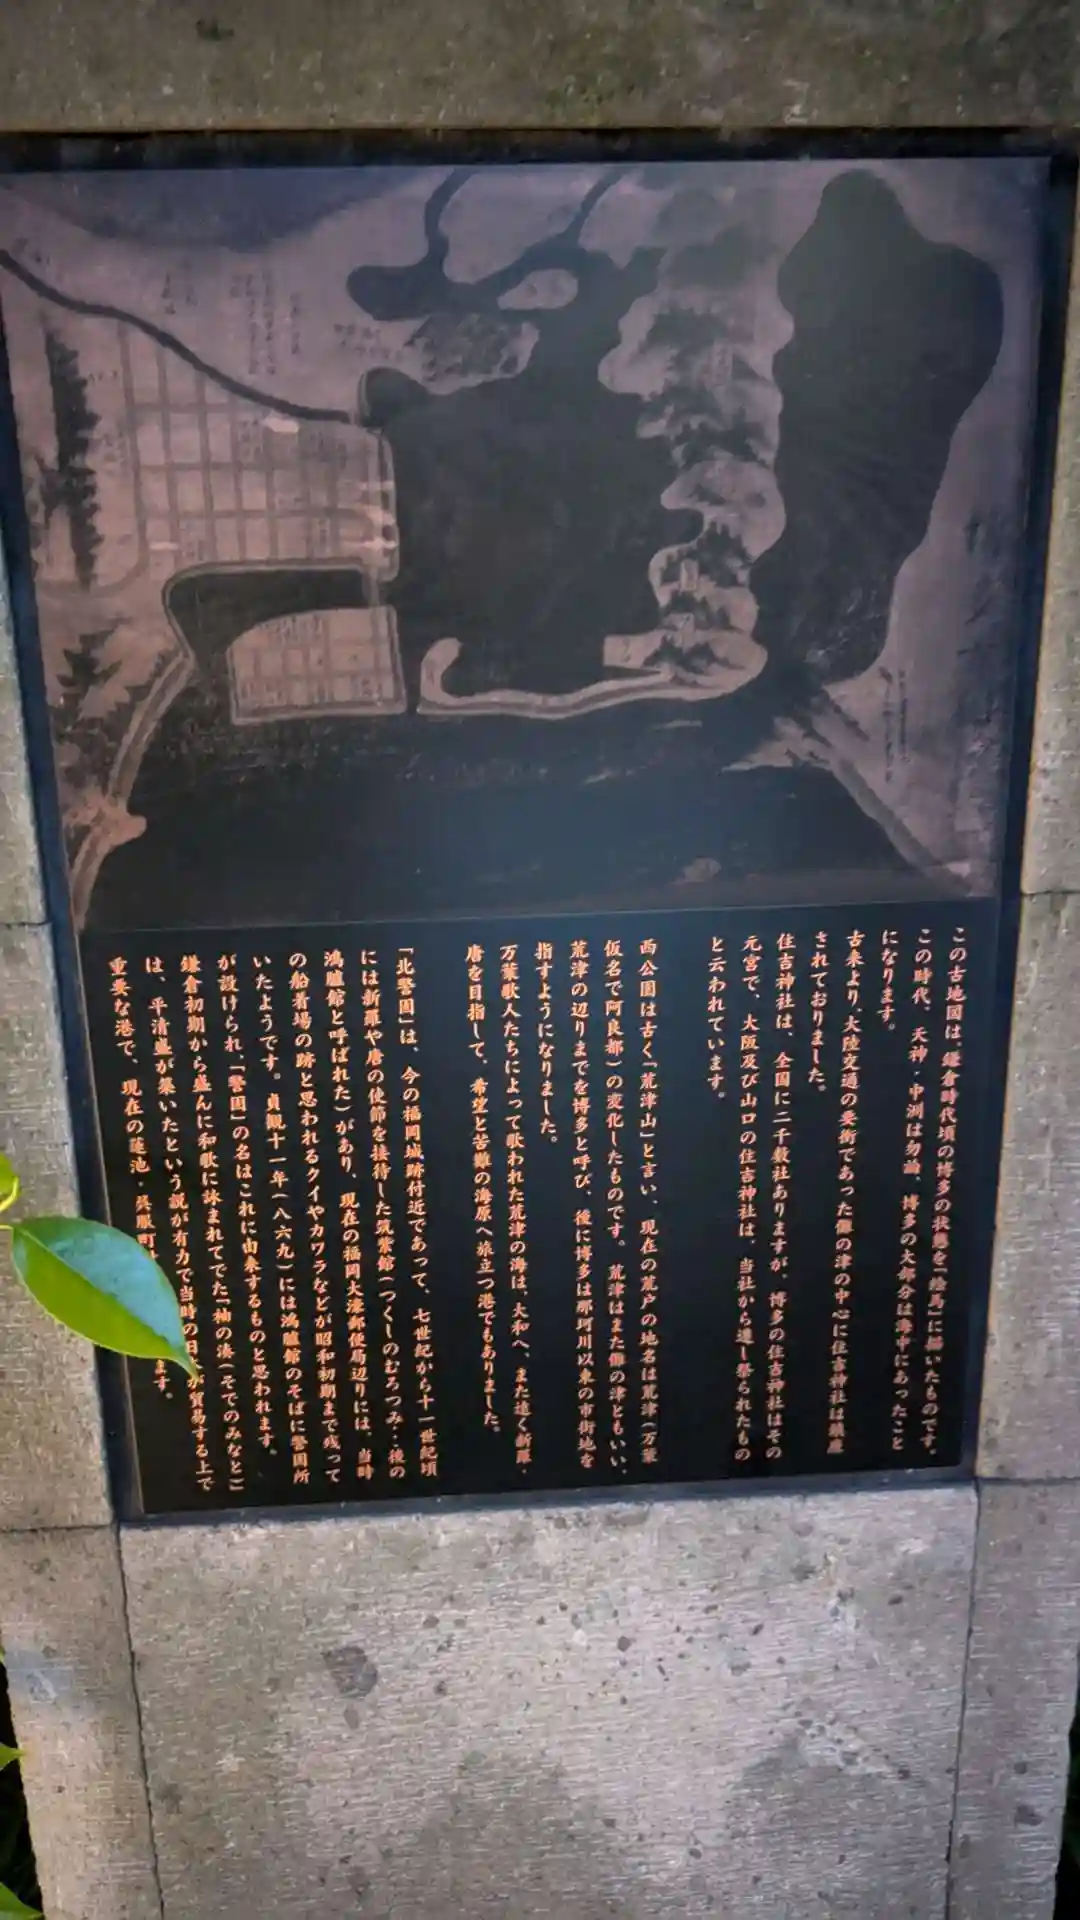 この古地図は、鎌倉時代頃の博多の状態を「絵馬」に描いたものです。
この時代、天神・中洲は勿論、博多の大部分は海中にあったこと
になります。
古来より、大陸交通の要衝であった儺の津の中心に住吉神社は鎮座
されておりました。
住吉神社は、全国に二千数社ありますが、博多の住吉神社はその
元宮で、大阪及び山口の住吉神社は、当社から遷し祭られたもの
と云われています。
西公園は古く「荒津山」と言い、現在の荒戸の地名は荒津（万葉
仮名で阿良都）の変化したものです。荒津はまた儺の津ともいい、
荒津の辺りまでを博多と呼び、後に博多は那珂川以東の市街地を
指すようになりました。
万葉歌人たちによって歌われた荒津の海は、大和へ、また遠く新羅・
唐を目指して、希望と苦難の海原へ旅立つ港でもありました。
「北警固」は、今の福岡城跡付近であって、七世紀から十一世紀頃
には新羅や唐の使節を接待した筑紫館（つくしのむろつみ…後の
鴻臚館と呼ばれた）があり、現在の福岡大濠郵便局辺りには、当時
の船着場の跡と思われるクイやカワラなどが昭和初期まで残って
いたようです。貞観十一年（八六九）には鴻臚館のそばに警固所
が設けられ、「警固」の名はこれに由来するものと思われます。
鎌倉初期から盛んに和歌に詠まれてでた「袖の湊（そでのみなと）」
は、平清盛が築いたという説が有力で当時の日 が貿易する上で
重要な港で、現在の蓮池・呉服町 ます。